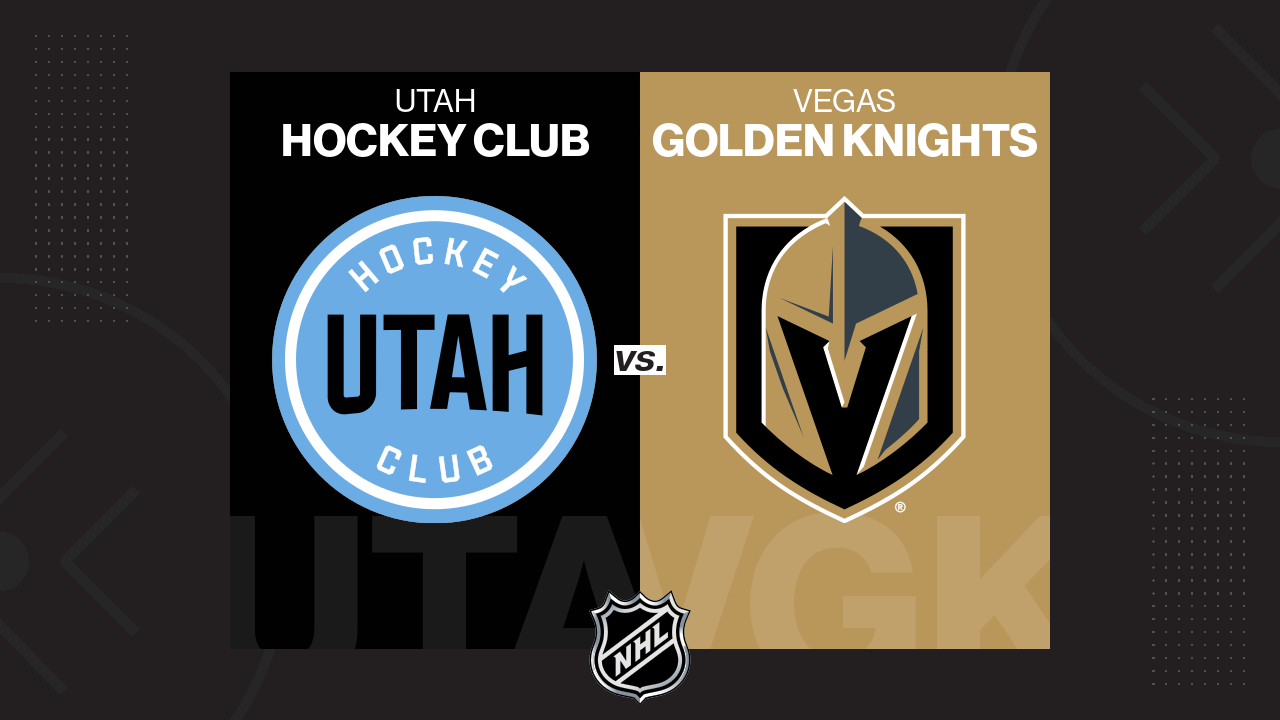 UTAH
HOCKEY CLUB
VEGAS
GOLDEN KNIGHTS
HOCKEY
UTAH
CLUB
vs.
®
UTA
VGK
NHL